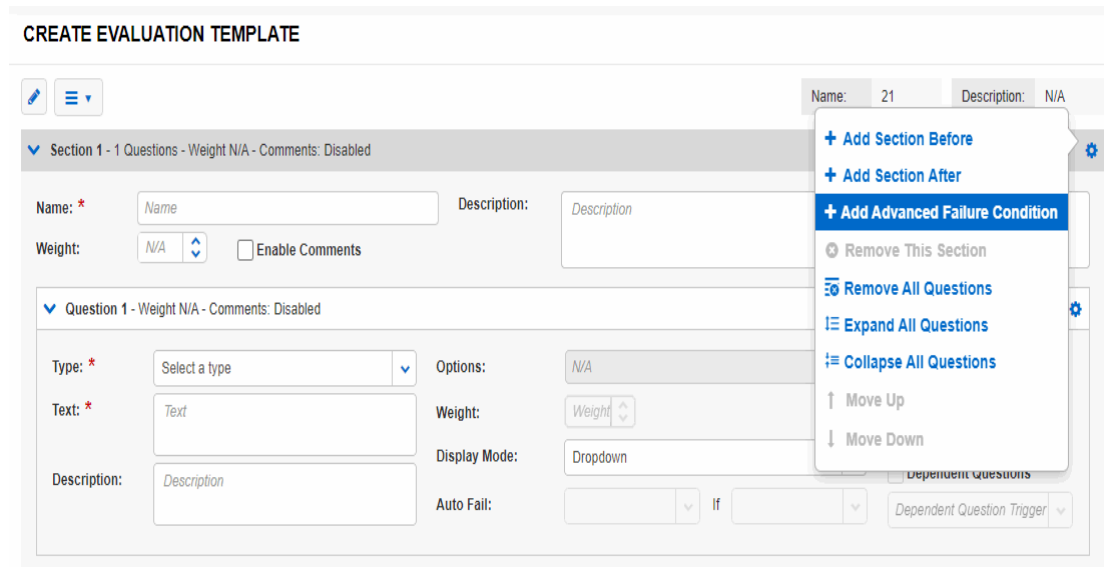 CREATE EVALUATION TEMPLATE
Name: 21 Description: N/A
Section 1 - 1 Questions - Weight N/A - Comments: Disabled
Name: * Name Description: Description
Weight: N/A Enable Comments
+ Add Section Before
+ Add Section After
+ Add Advanced Failure Condition
Remove This Section
Remove All Questions
Expand All Questions
Collapse All Questions
Move Up
Move Down
Question 1 - Weight N/A - Comments: Disabled
Type: * Select a type Options: N/A
Text: * Text Weight: Weight
Display Mode: Dropdown
Description: Description Dependent Questions
Auto Fail: If Dependent Question Trigger